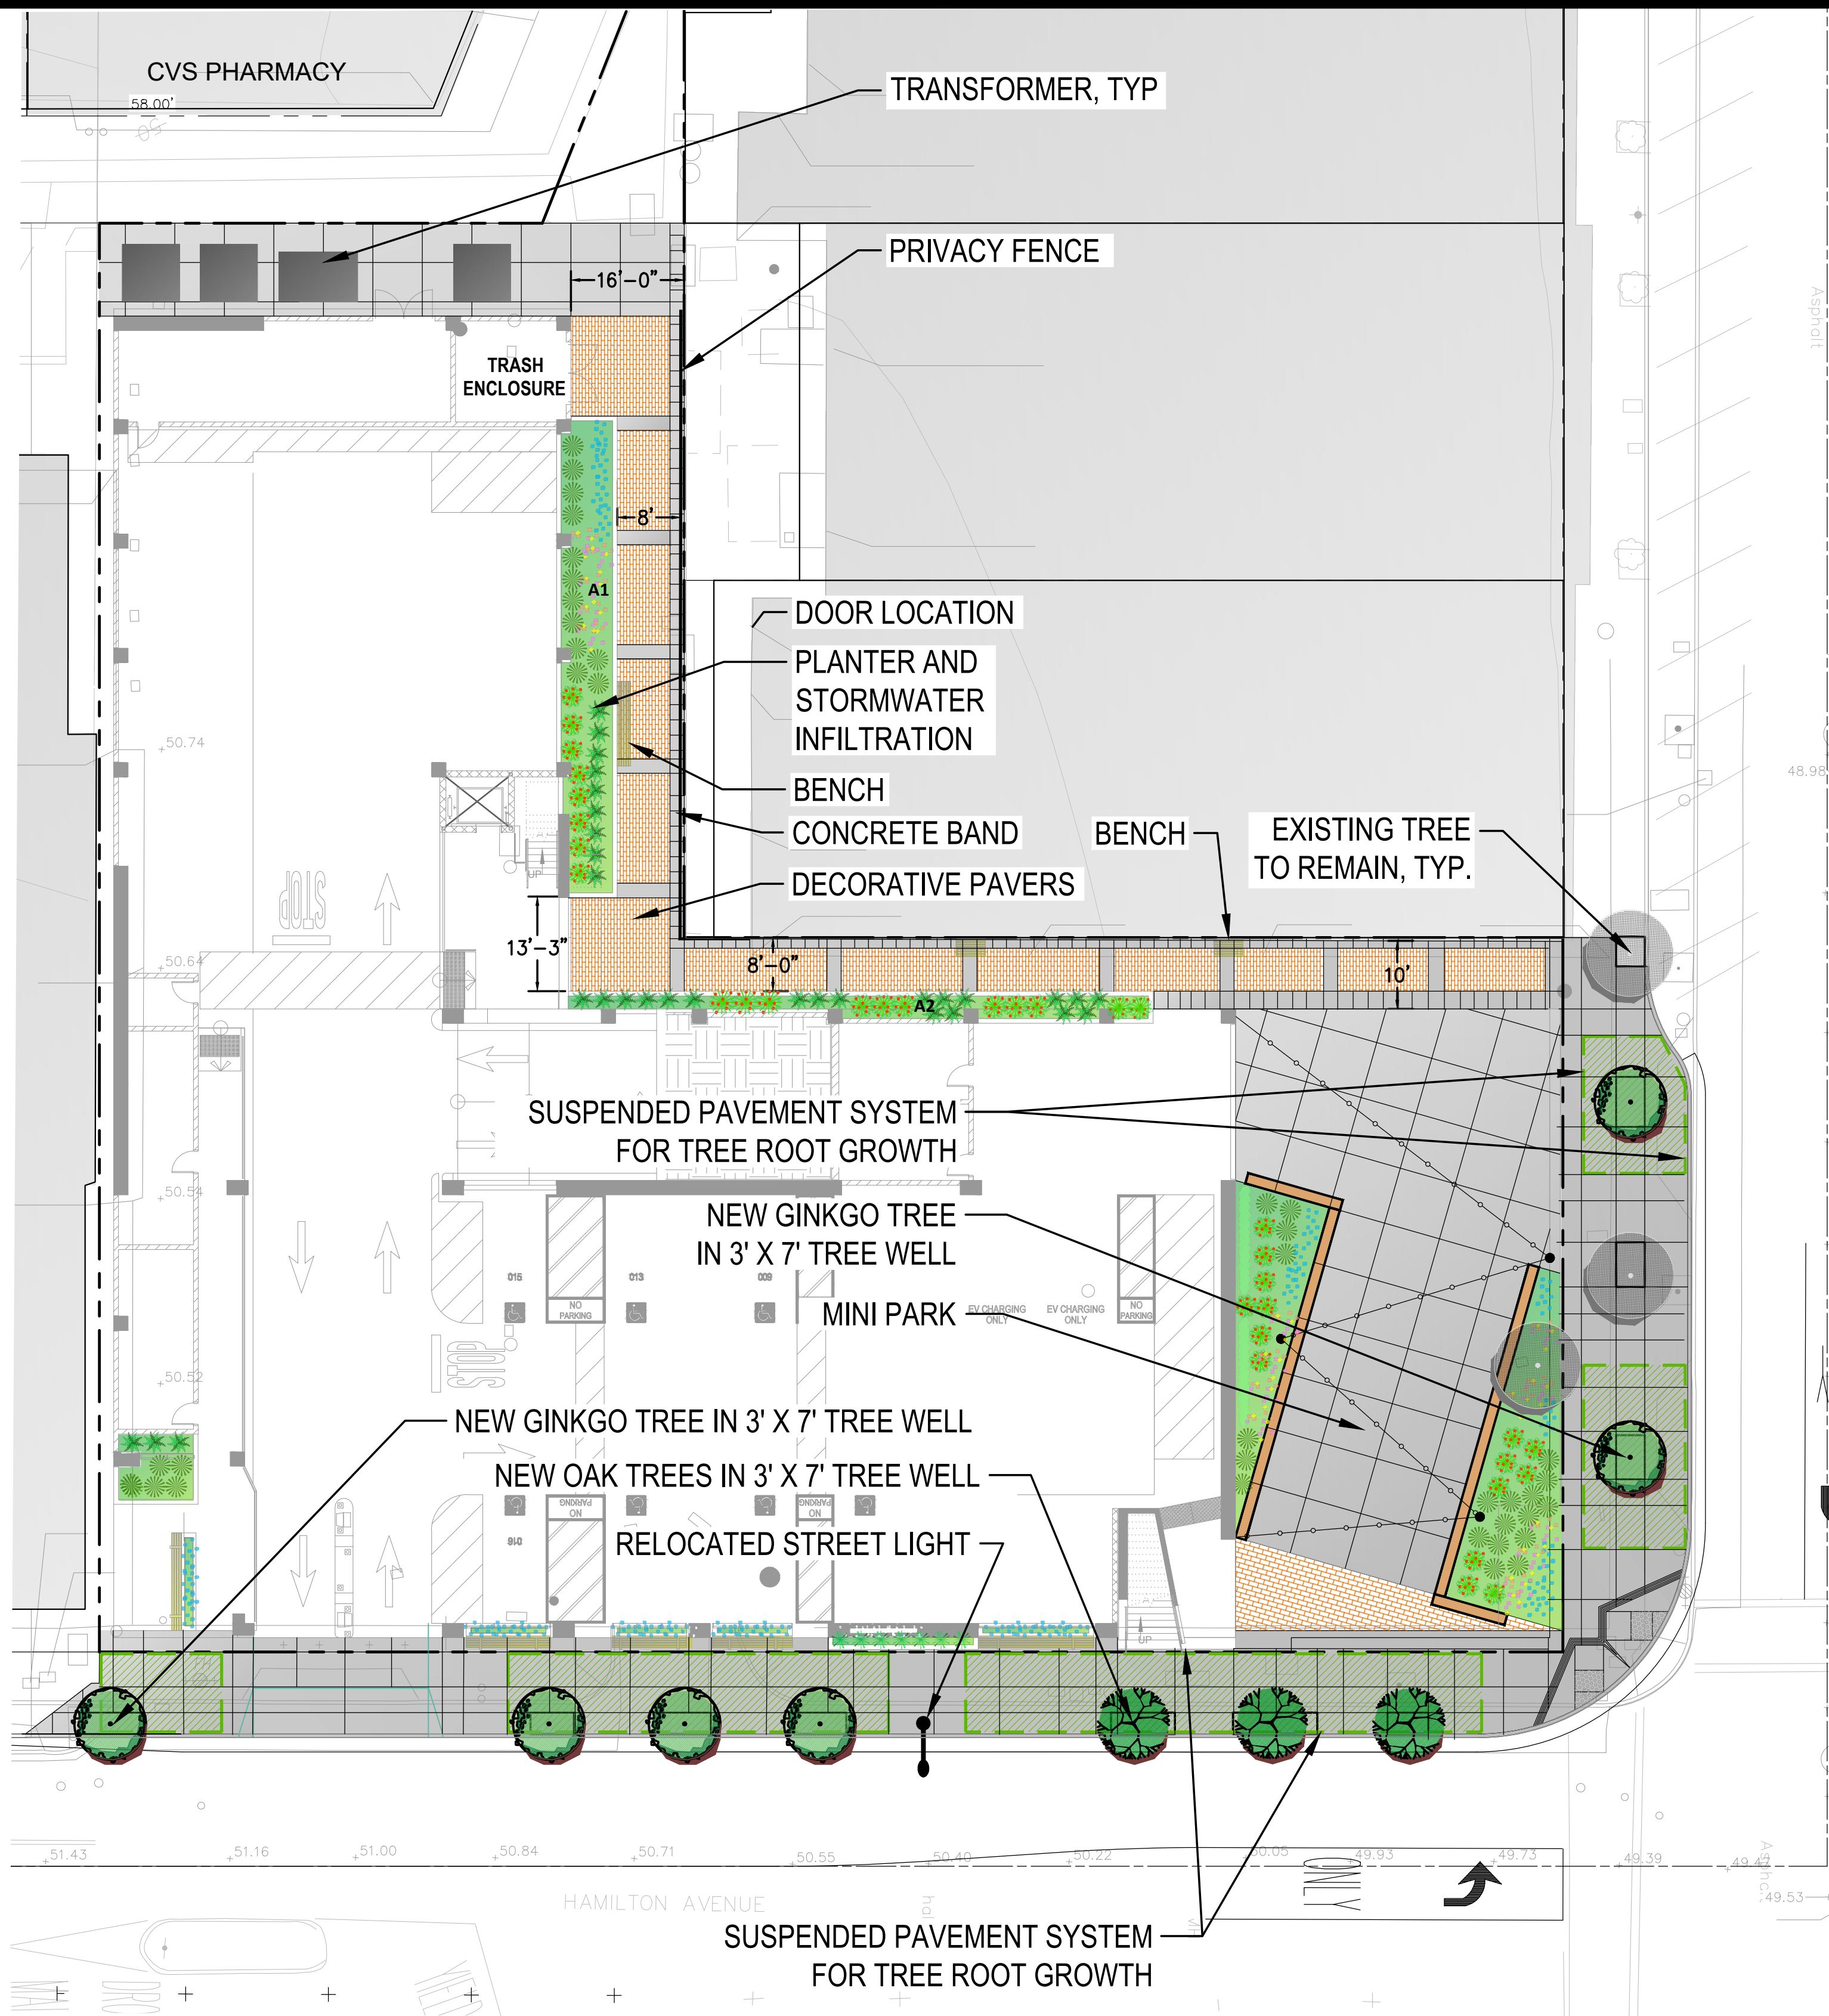 CVS PHARMACY
58.00'
50
TRANSFORMER, TYP
PRIVACY FENCE
16'-0"
Asphalt
TRASH
ENCLOSURE
8'
A1
DOOR LOCATION
PLANTER AND
STORMWATER
INFILTRATION
50.74
48.98
BENCH
CONCRETE BAND
BENCH
EXISTING TREE
TO REMAIN, TYP.
UP
DECORATIVE PAVERS
STOP
13'-3"
50.64
8'-0"
10'
A2
SUSPENDED PAVEMENT SYSTEM
FOR TREE ROOT GROWTH
50.54
NEW GINKGO TREE
IN 3' X 7' TREE WELL
015
013
009
NO
PARKING
MINI PARK
EV CHARGING
ONLY
EV CHARGING
ONLY
NO
PARKING
STOP
50.52
NEW GINKGO TREE IN 3' X 7' TREE WELL
NEW OAK TREES IN 3' X 7' TREE WELL
NO
PARKING
NO
PARKING
016
RELOCATED STREET LIGHT
UP
51.43
51.16
51.00
50.84
50.71
50.55
50.40
50.22
50.05
49.93
49.73
49.39
49.53
ONLY
HAMILTON AVENUE
SUSPENDED PAVEMENT SYSTEM
FOR TREE ROOT GROWTH